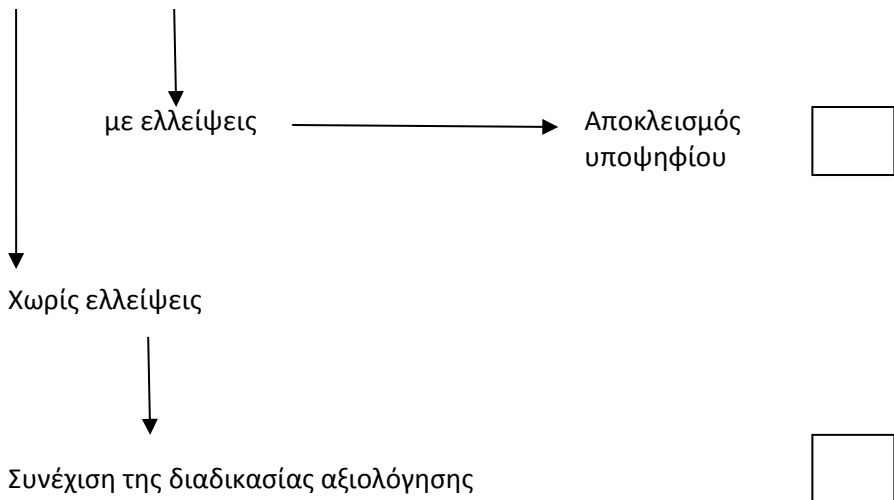 με ελλείψεις
Αποκλεισμός
υποψηφίου
Χωρίς ελλείψεις
Συνέχιση της διαδικασίας αξιολόγησης